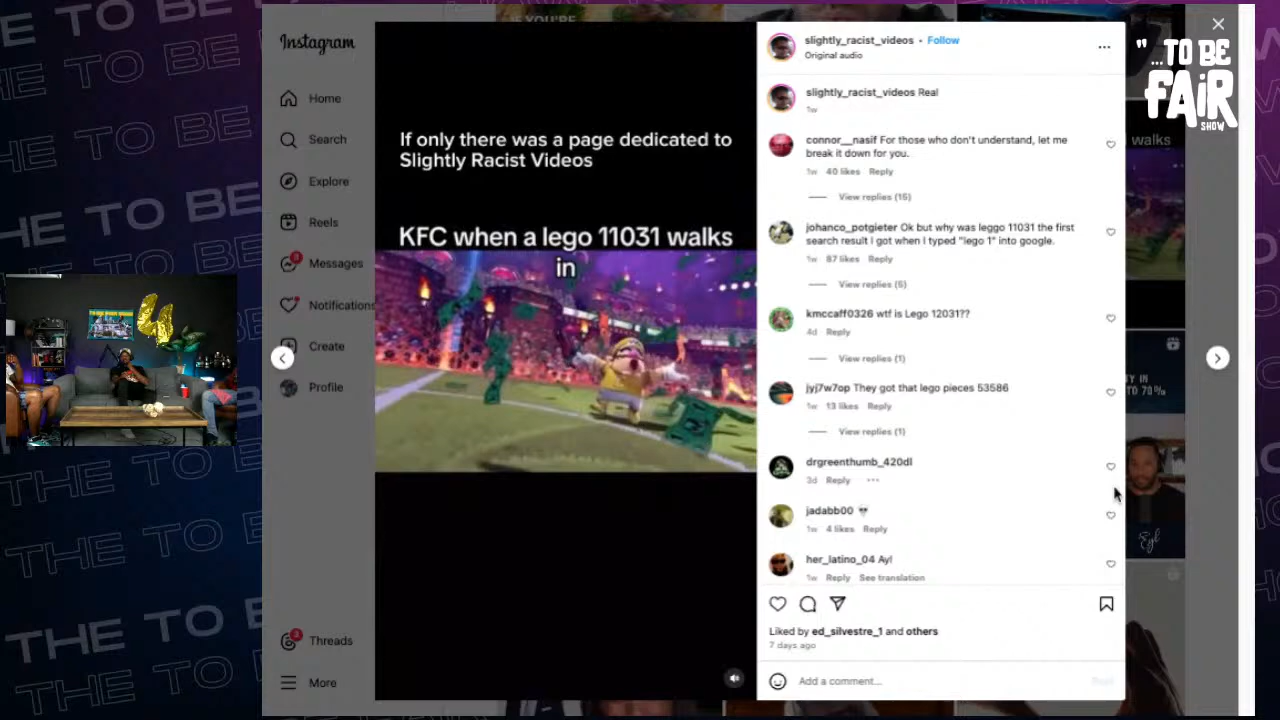 Instagram
Home
Search
Explore
Reels
Messages
Notifications
Create
Profile
Threads
More
If only there was a page dedicated to
Slightly Racist Videos
KFC when a lego 11031 walks
in
slightly_racist_videos • Follow
Original audio
slightly_racist_videos Real
1w
connor__nasif For those who don't understand, let me
break it down for you.
1w 40 likes Reply
View replies (15)
johanco_potgieter Ok but why was leggo 11031 the first
search result I got when I typed "lego 1" into google.
1w 87 likes Reply
View replies (5)
kmccaff0326 wtf is Lego 12031??
4d Reply
View replies (1)
jyj7w7op They got that lego pieces 53586
1w 13 likes Reply
View replies (1)
drgreenthumb_420dl
3d Reply
jadabb00
1w 4 likes Reply
her_latino_04 Ay!
1w Reply See translation
Liked by ed_silvestre_1 and others
7 days ago
Add a comment...
Post
"...TO BE
FAIR
SHOW
walks
TO 70%
THE TO BE